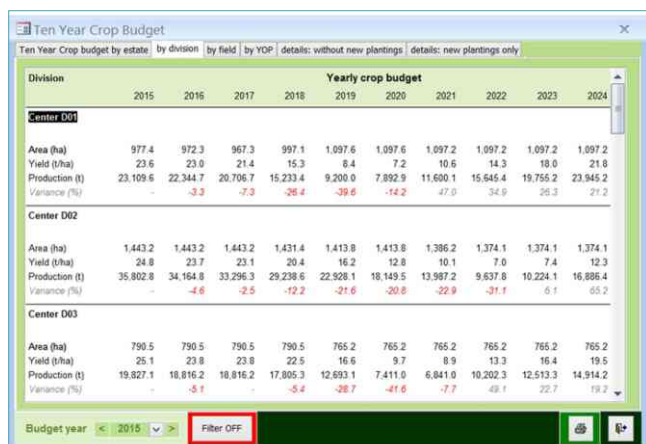 Ten Year Crop Budget
Ten Year Crop budget by estate by division by field by YOP details: without new plantings details: new plantings only
Division Yearly crop budget
2015 2016 2017 2018 2019 2020 2021 2022 2023 2024
Center D01
Area (ha) 977.4 972.3 967.3 997.1 1,097.6 1,097.6 1,097.2 1,097.2 1,097.2 1,097.2
Yield (t/ha) 23.6 23.0 21.4 15.3 8.4 7.2 10.6 14.3 18.0 21.8
Production (t) 23,109.6 22,344.7 20,706.7 15,233.4 9,200.0 7,892.9 11,600.1 15,645.4 19,755.2 23,945.2
Variance (%) - -3.3 -7.3 -26.4 -39.6 -14.2 47.0 34.9 26.3 21.2
Center D02
Area (ha) 1,443.2 1,443.2 1,443.2 1,431.4 1,413.8 1,413.8 1,386.2 1,374.1 1,374.1 1,374.1
Yield (t/ha) 24.8 23.7 23.1 20.4 16.2 12.8 10.1 7.0 7.4 12.3
Production (t) 35,802.8 34,164.8 33,296.3 29,238.6 22,928.1 18,149.5 13,987.2 9,637.8 10,224.1 16,886.4
Variance (%) - -4.6 -2.5 -12.2 -21.6 -20.8 -22.9 -31.1 6.1 65.2
Center D03
Area (ha) 790.5 790.5 790.5 790.5 765.2 765.2 765.2 765.2 765.2 765.2
Yield (t/ha) 25.1 23.8 23.8 22.5 16.6 9.7 8.9 13.3 16.4 19.5
Production (t) 19,827.1 18,816.2 18,816.2 17,805.3 12,693.1 7,411.0 6,841.0 10,202.3 12,513.3 14,914.2
Variance (%) - -5.1 - -5.4 -28.7 -41.6 -7.7 49.1 22.7 19.2
Budget year < 2015 > Filter OFF